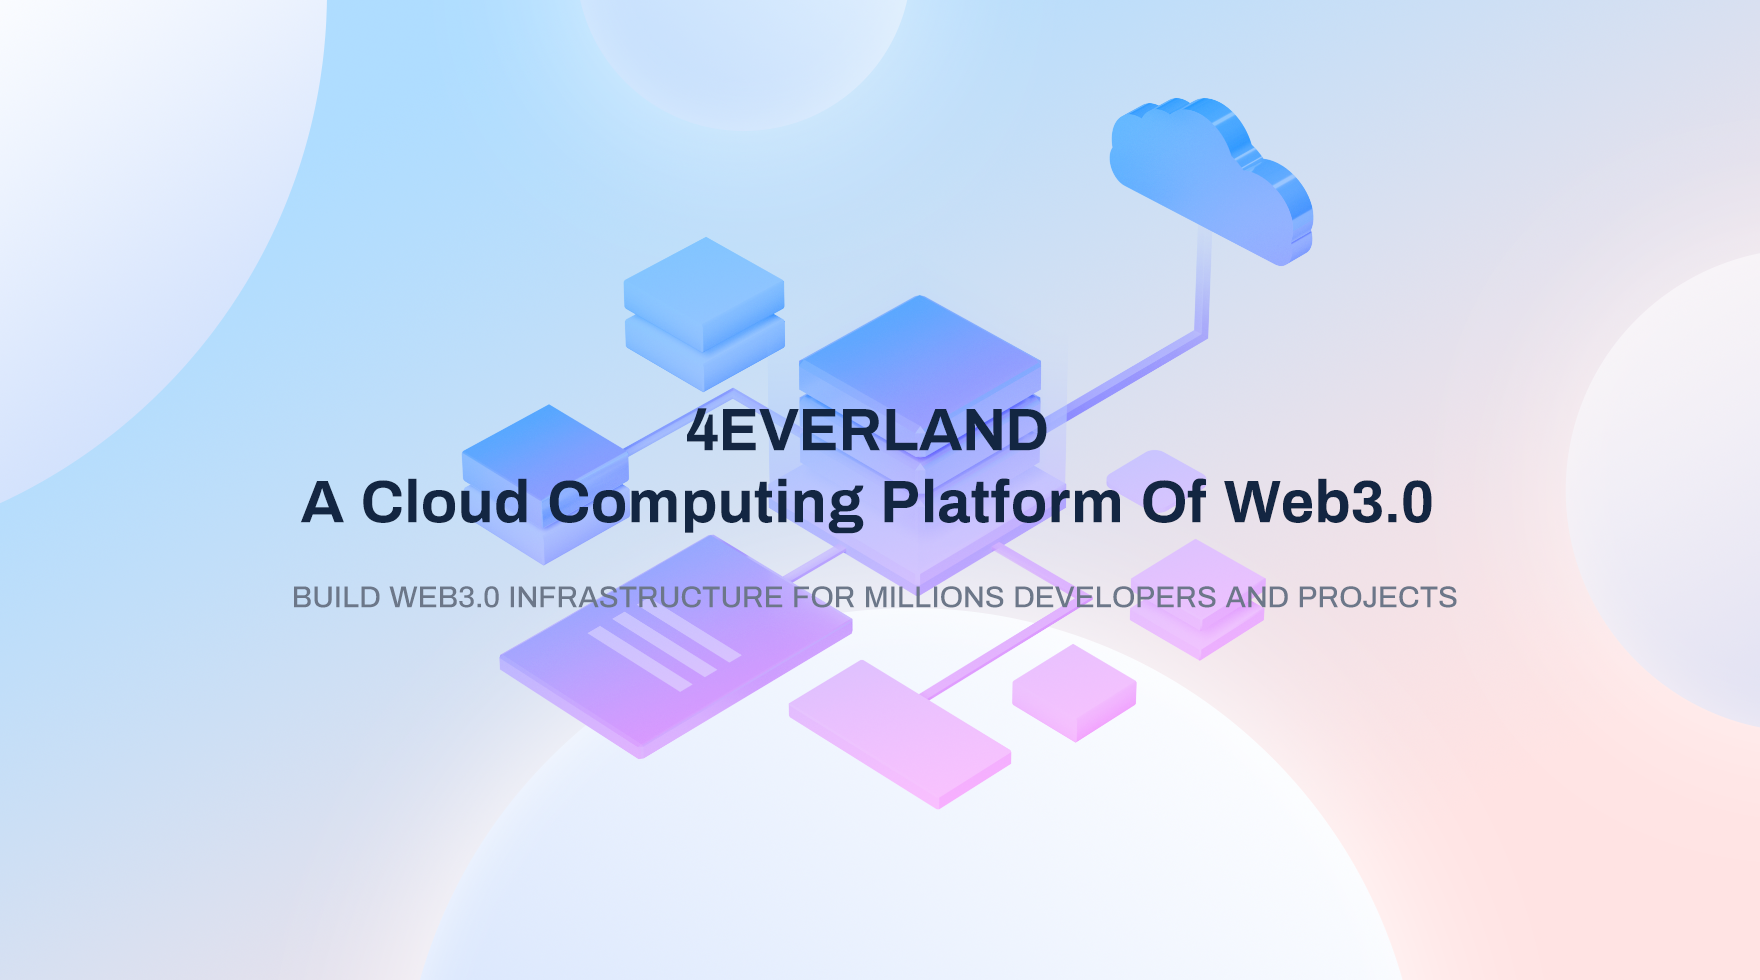 4EVERLAND
A Cloud Computing Platform Of Web3.0
BUILD WEB3.0 INFRASTRUCTURE FOR MILLIONS DEVELOPERS AND PROJECTS